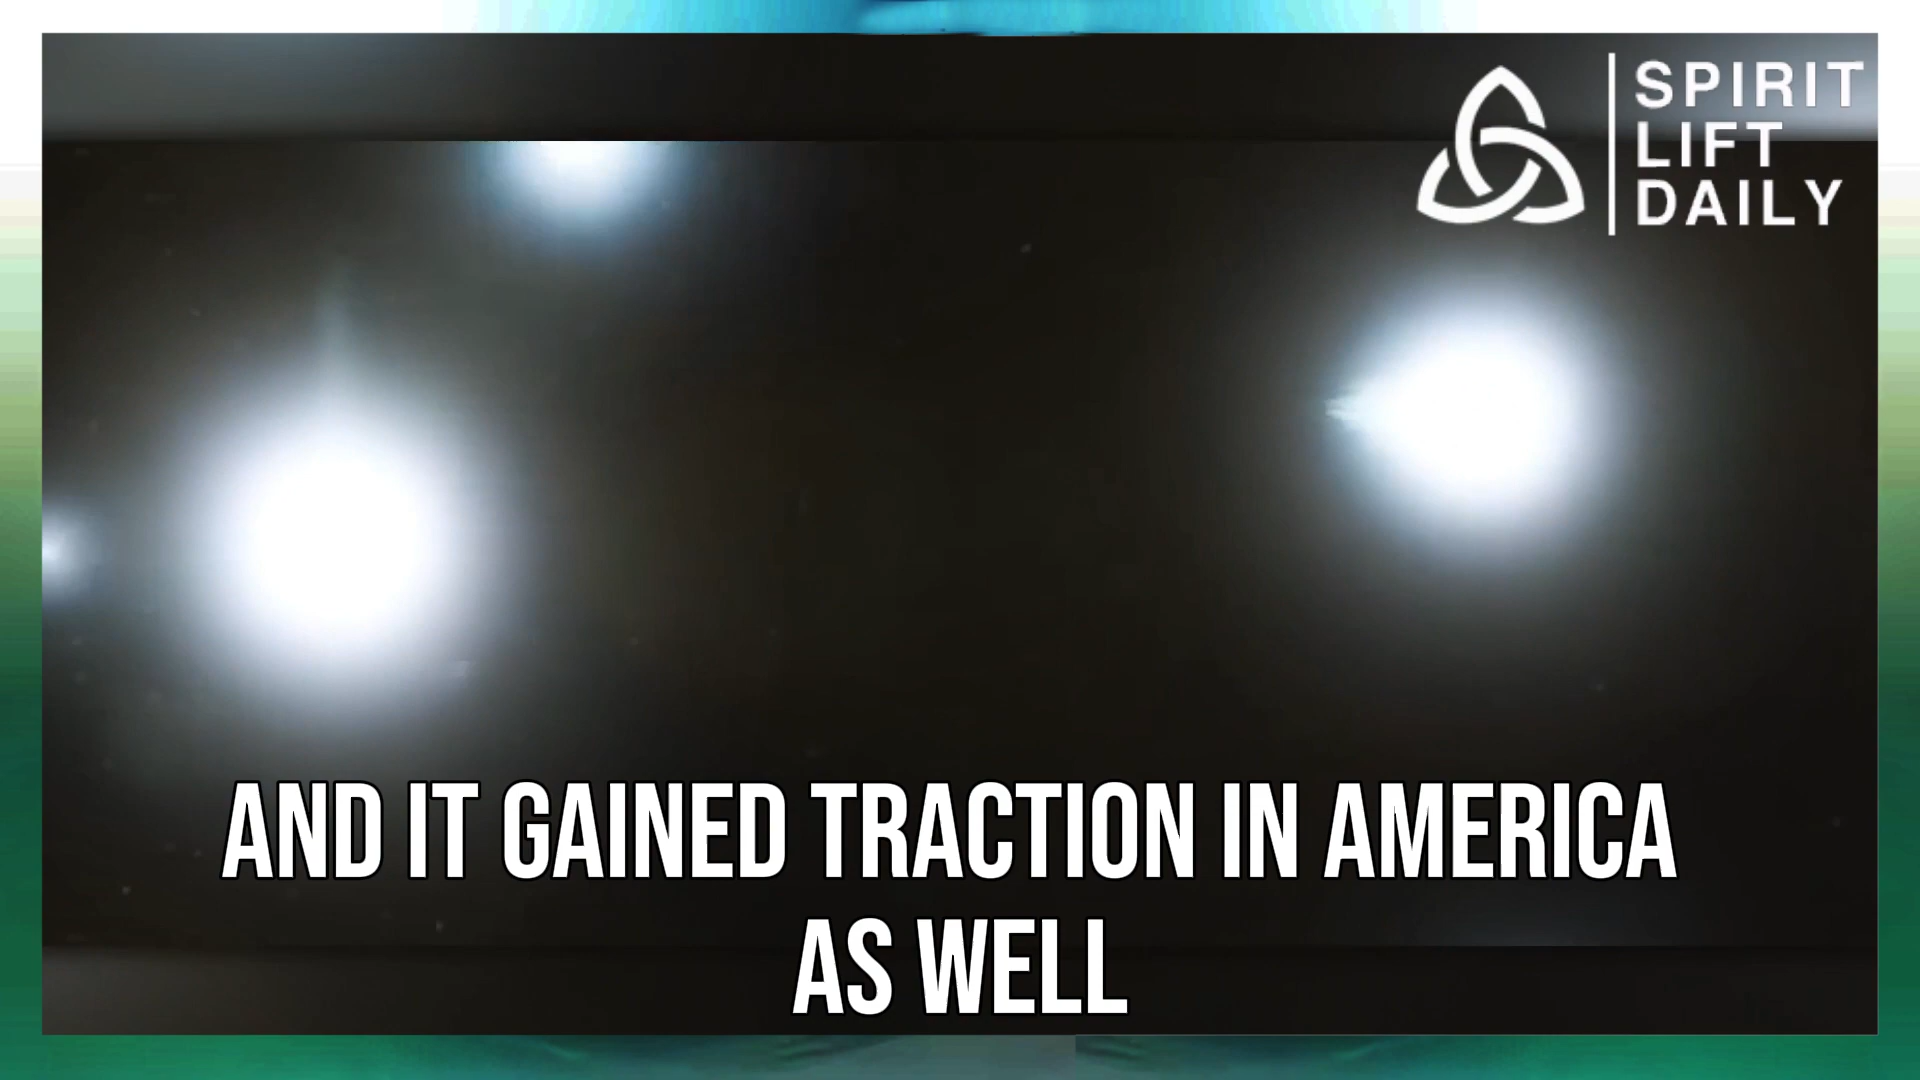 SPIRIT
LIFT
DAILY
AND IT GAINED TRACTION IN AMERICA
AS WELL